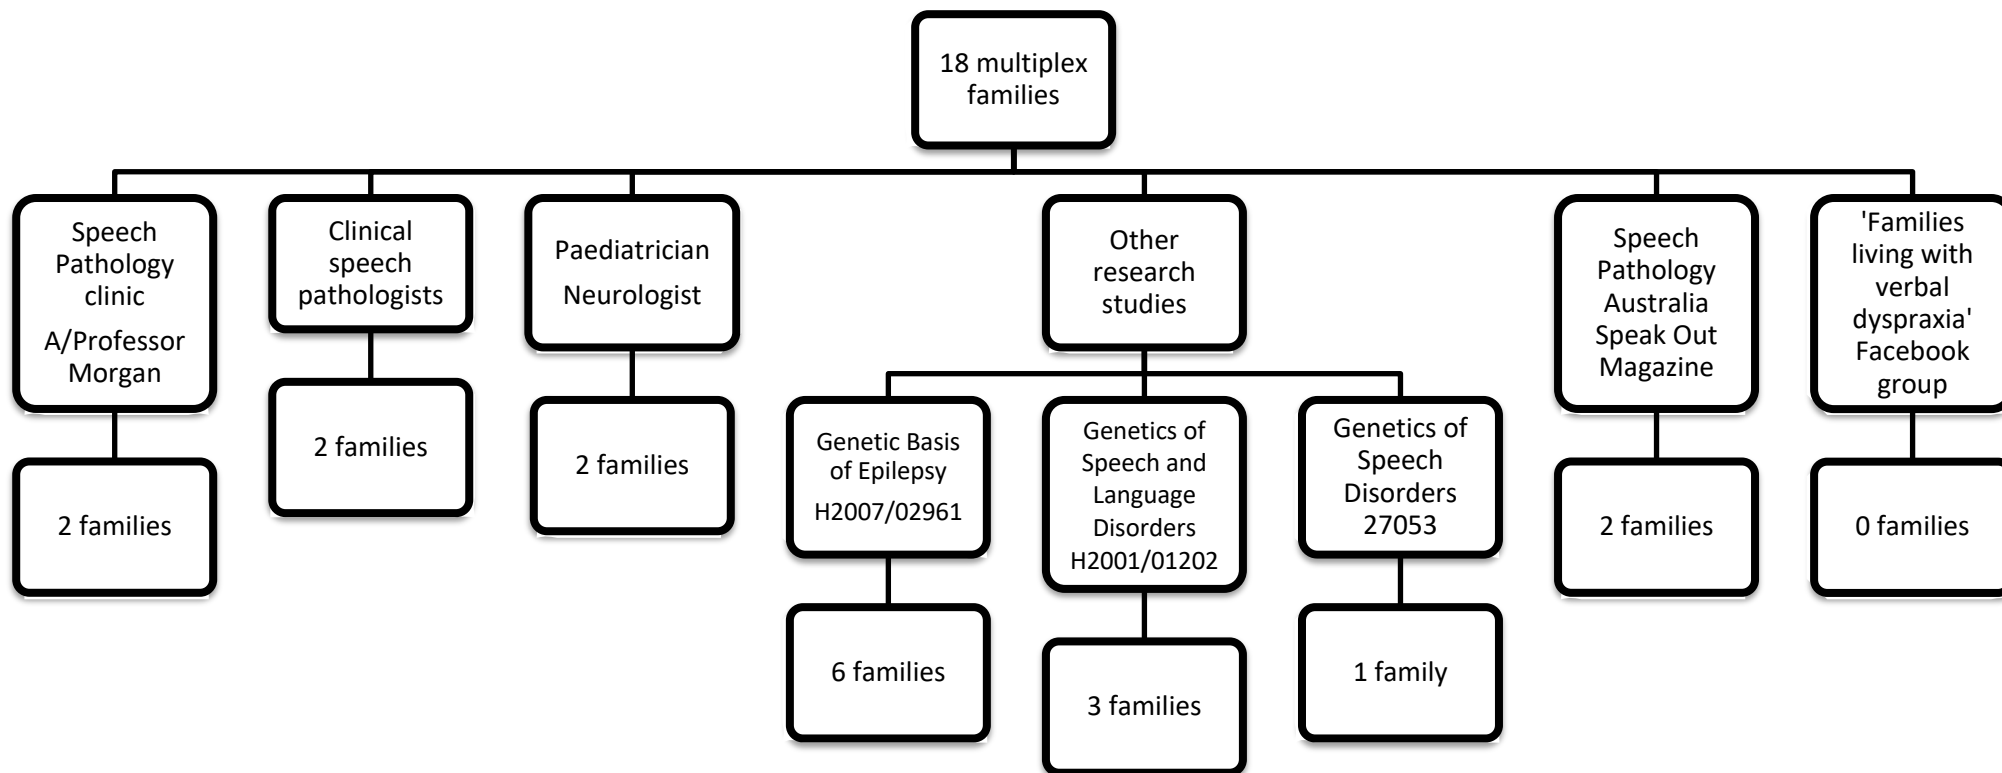 18 multiplex
families
Speech
Pathology
clinic
A/Professor
Morgan
Clinical
speech
pathologists
Paediatrician
Neurologist
Other
research
studies
Speech
Pathology
Australia
Speak Out
Magazine
'Families
living with
verbal
dyspraxia'
Facebook
group
2 families
2 families
2 families
Genetic Basis
of Epilepsy
H2007/02961
Genetics of
Speech and
Language
Disorders
H2001/01202
Genetics of
Speech
Disorders
27053
2 families
0 families
6 families
3 families
1 family